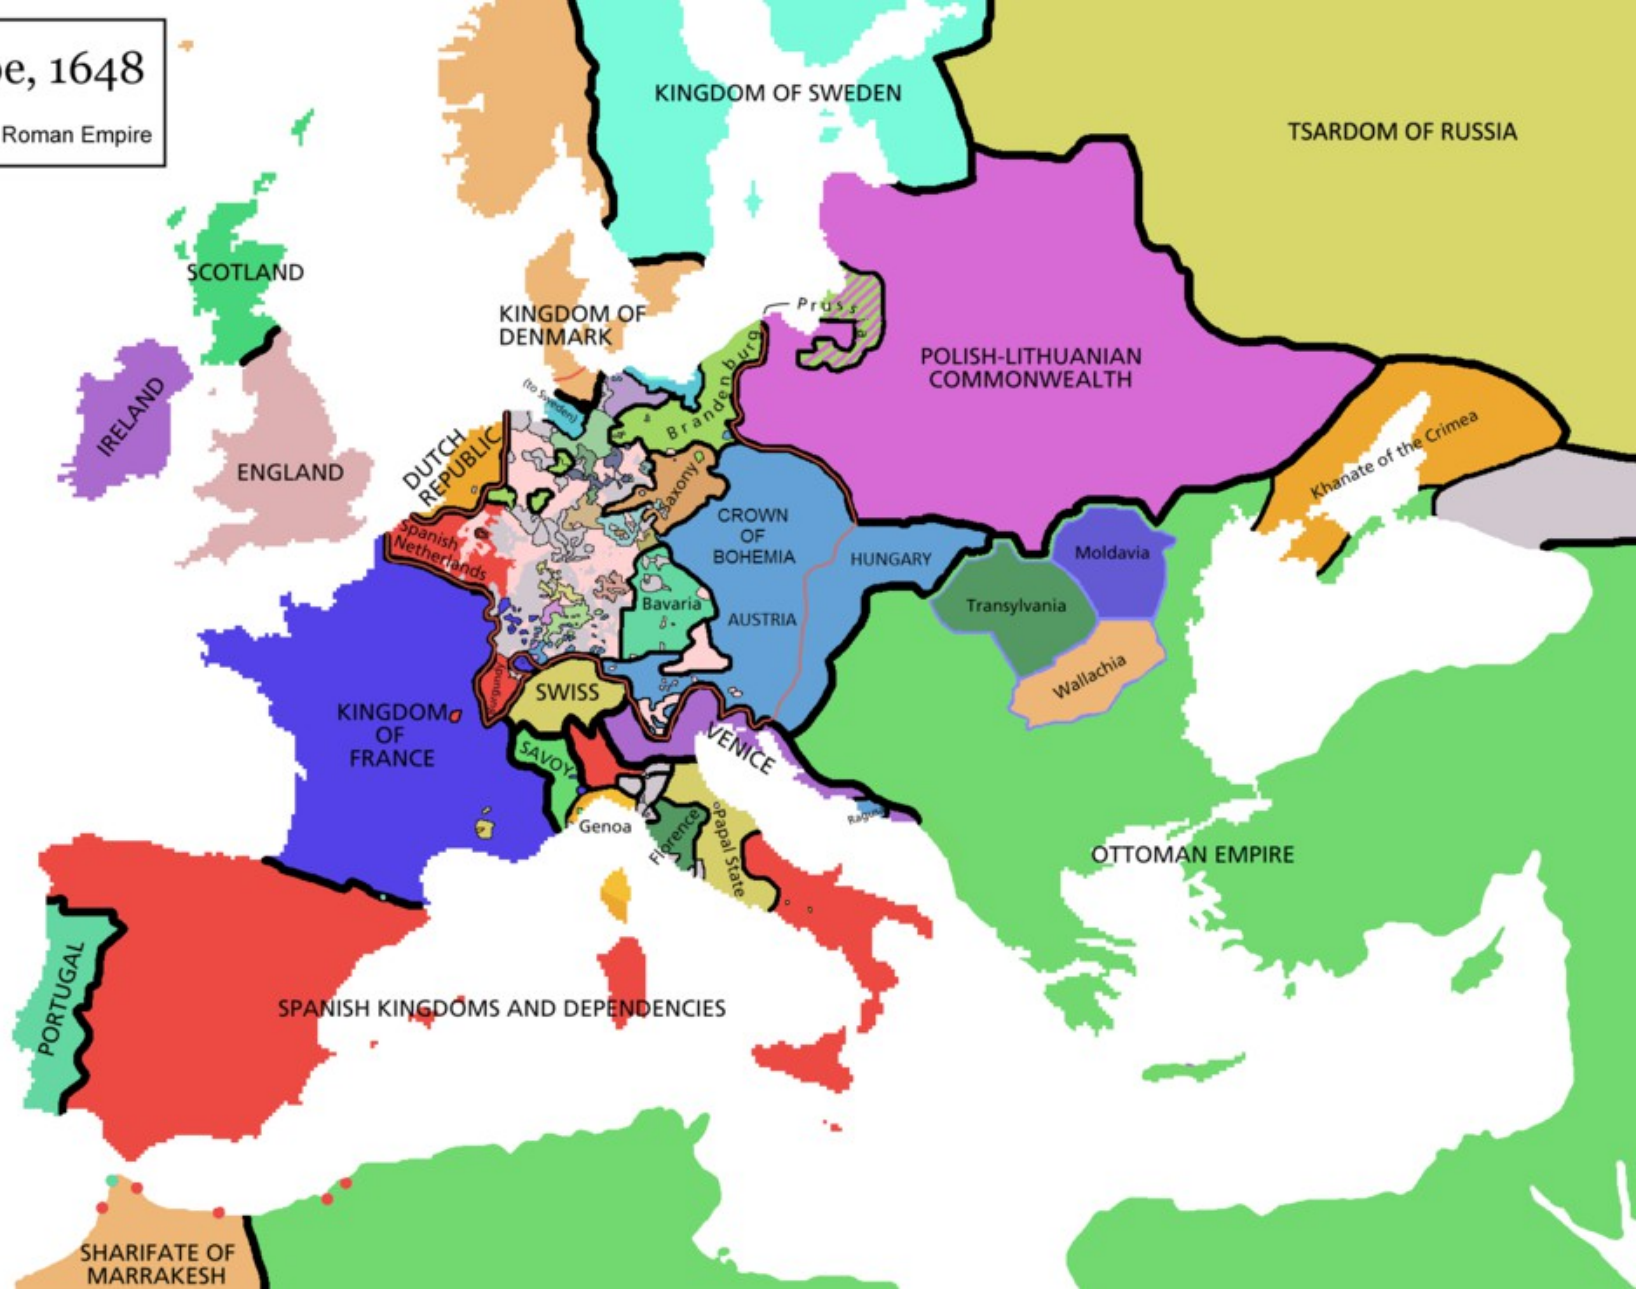 oe, 1648
Roman Empire
KINGDOM OF SWEDEN
TSARDOM OF RUSSIA
SCOTLAND
KINGDOM OF
DENMARK
Prussia
POLISH-LITHUANIAN
COMMONWEALTH
IRELAND
ENGLAND
(to Sweden)
Brandenburg
DUTCH
REPUBLIC
Khanate of the Crimea
Saxony
Spanish
Netherlands
CROWN
OF
BOHEMIA
HUNGARY
Moldavia
Bavaria
AUSTRIA
Transylvania
Wallachia
Burgundy
SWISS
KINGDOM
OF
FRANCE
SAVOY
VENICE
Genoa
Florence
Papal State
Ragusa
OTTOMAN EMPIRE
PORTUGAL
SPANISH KINGDOMS AND DEPENDENCIES
SHARIFATE OF
MARRAKESH